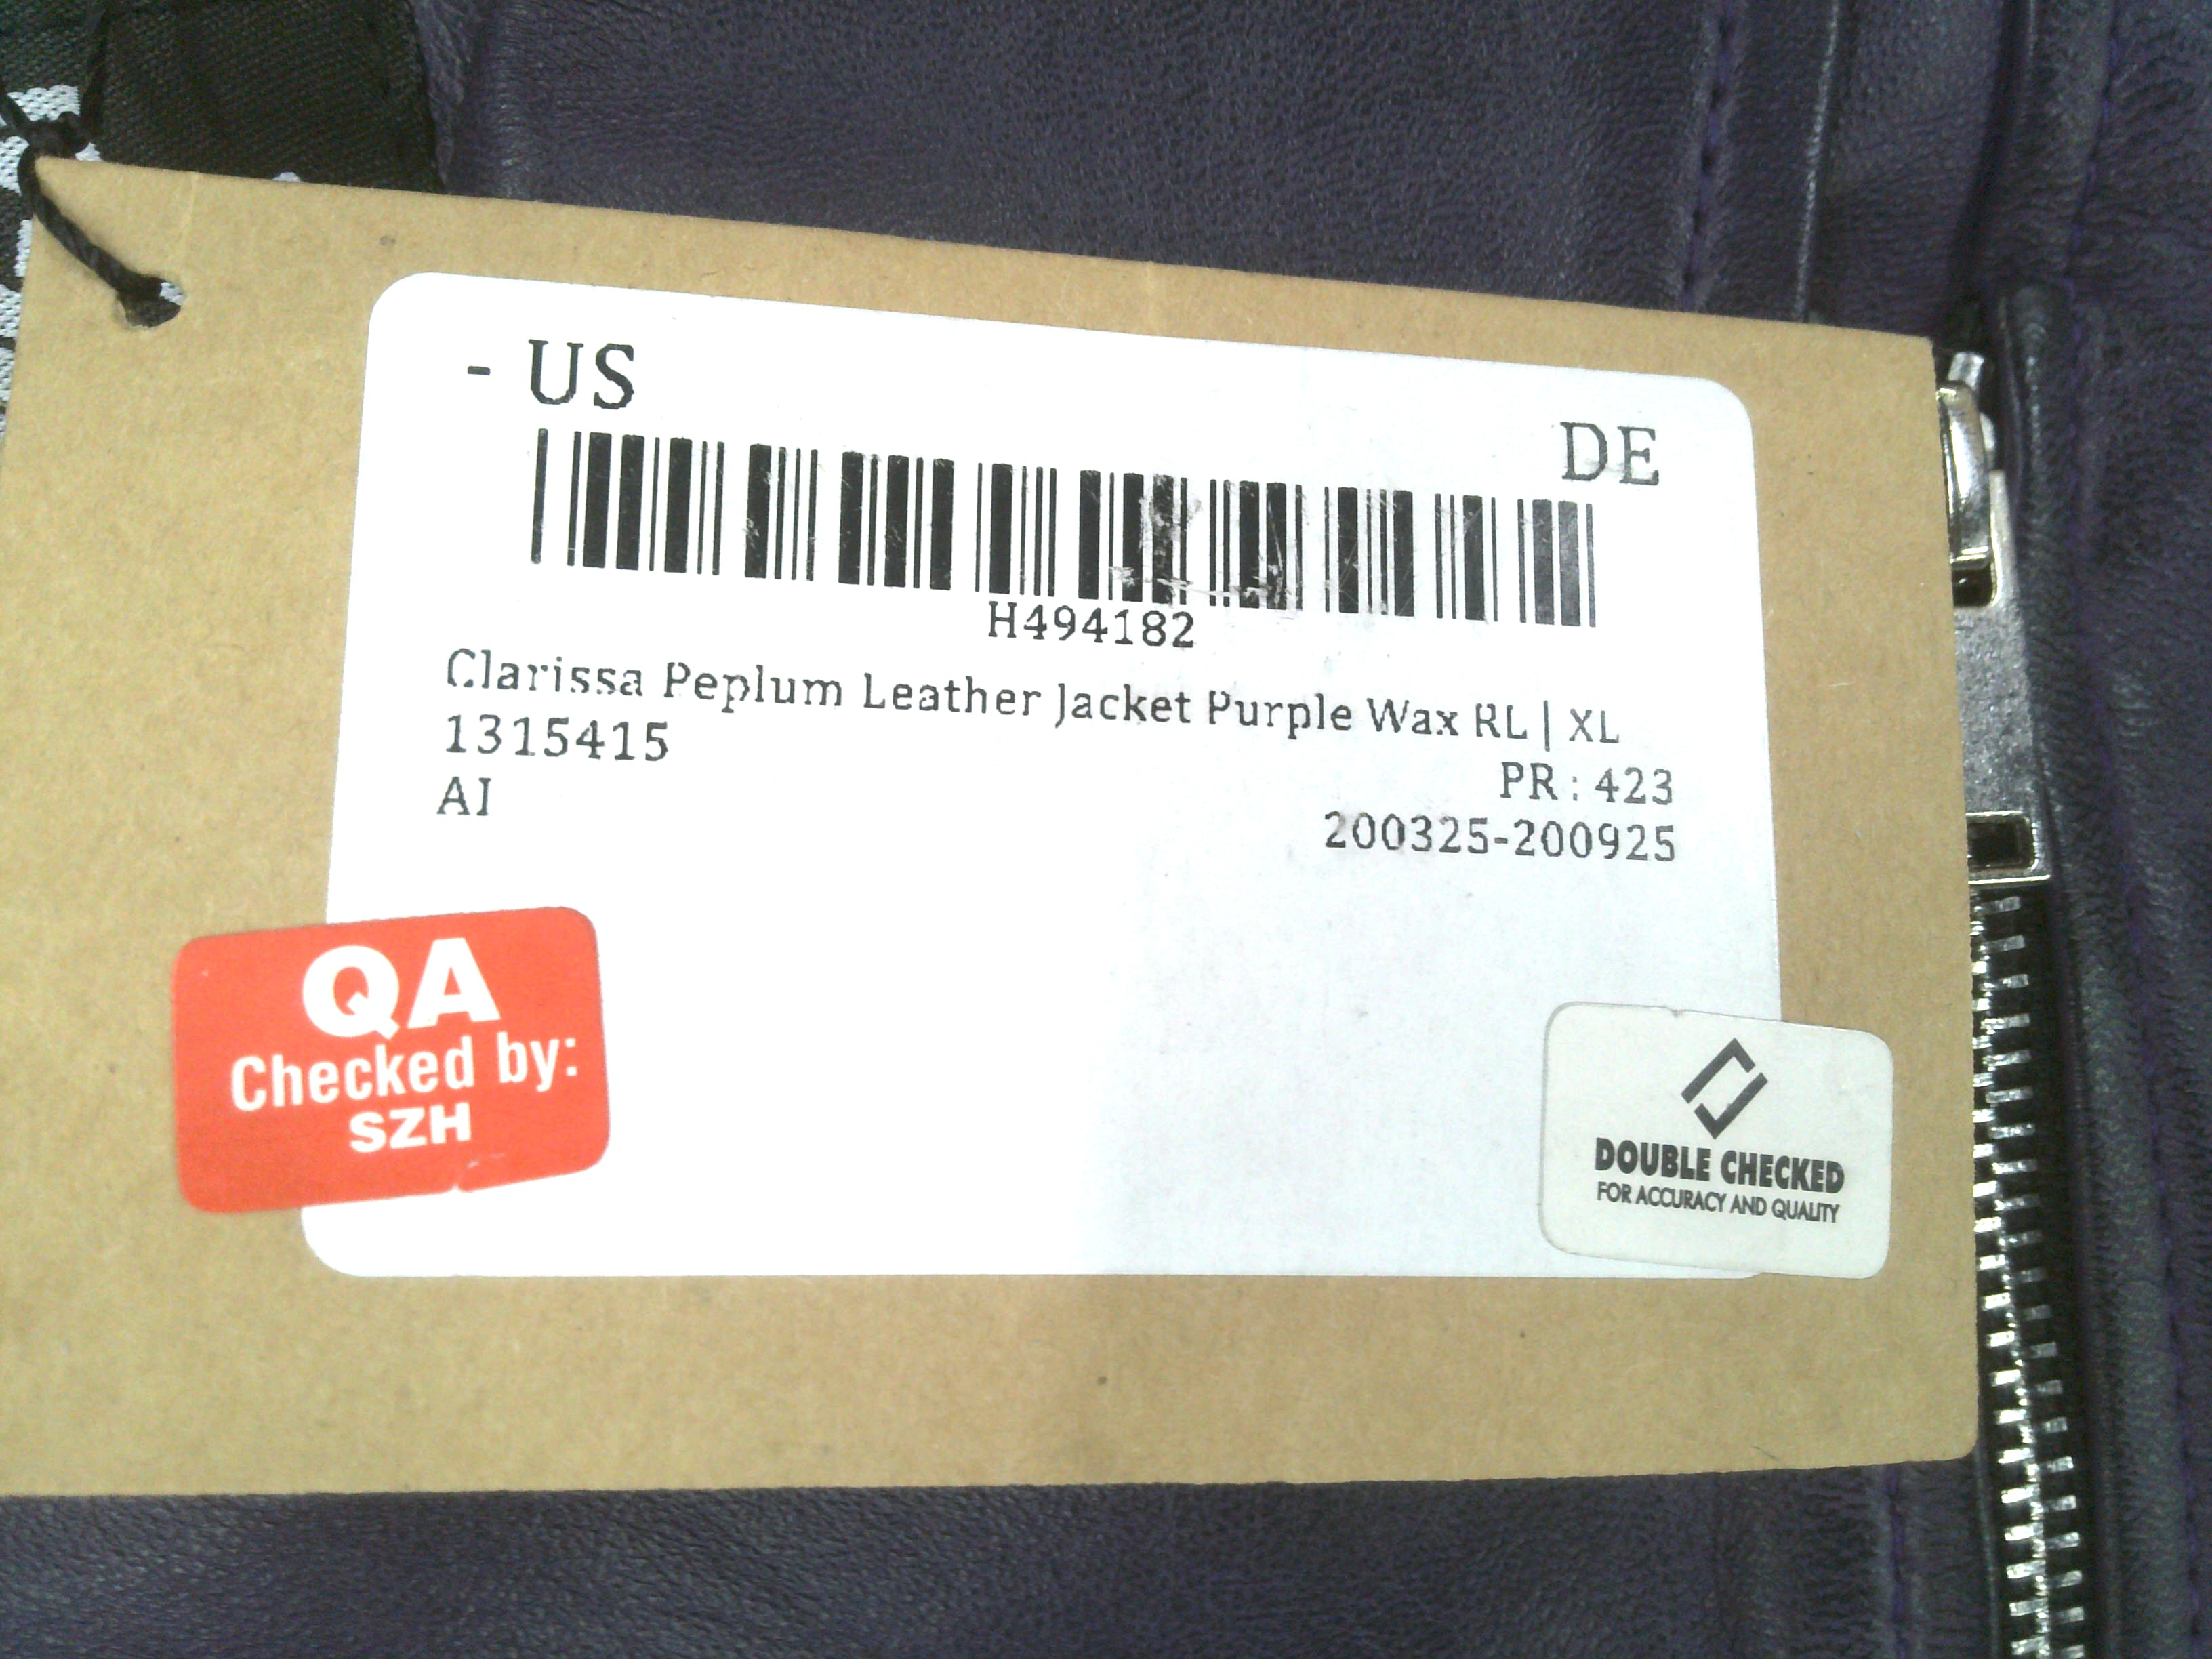 - US
DE
H494182
Clarissa Peplum Leather Jacket Purple Wax RL | XL
1315415
PR : 423
AI
200325-200925
QA
Checked by:
SZH
DOUBLE CHECKED
FOR ACCURACY AND QUALITY